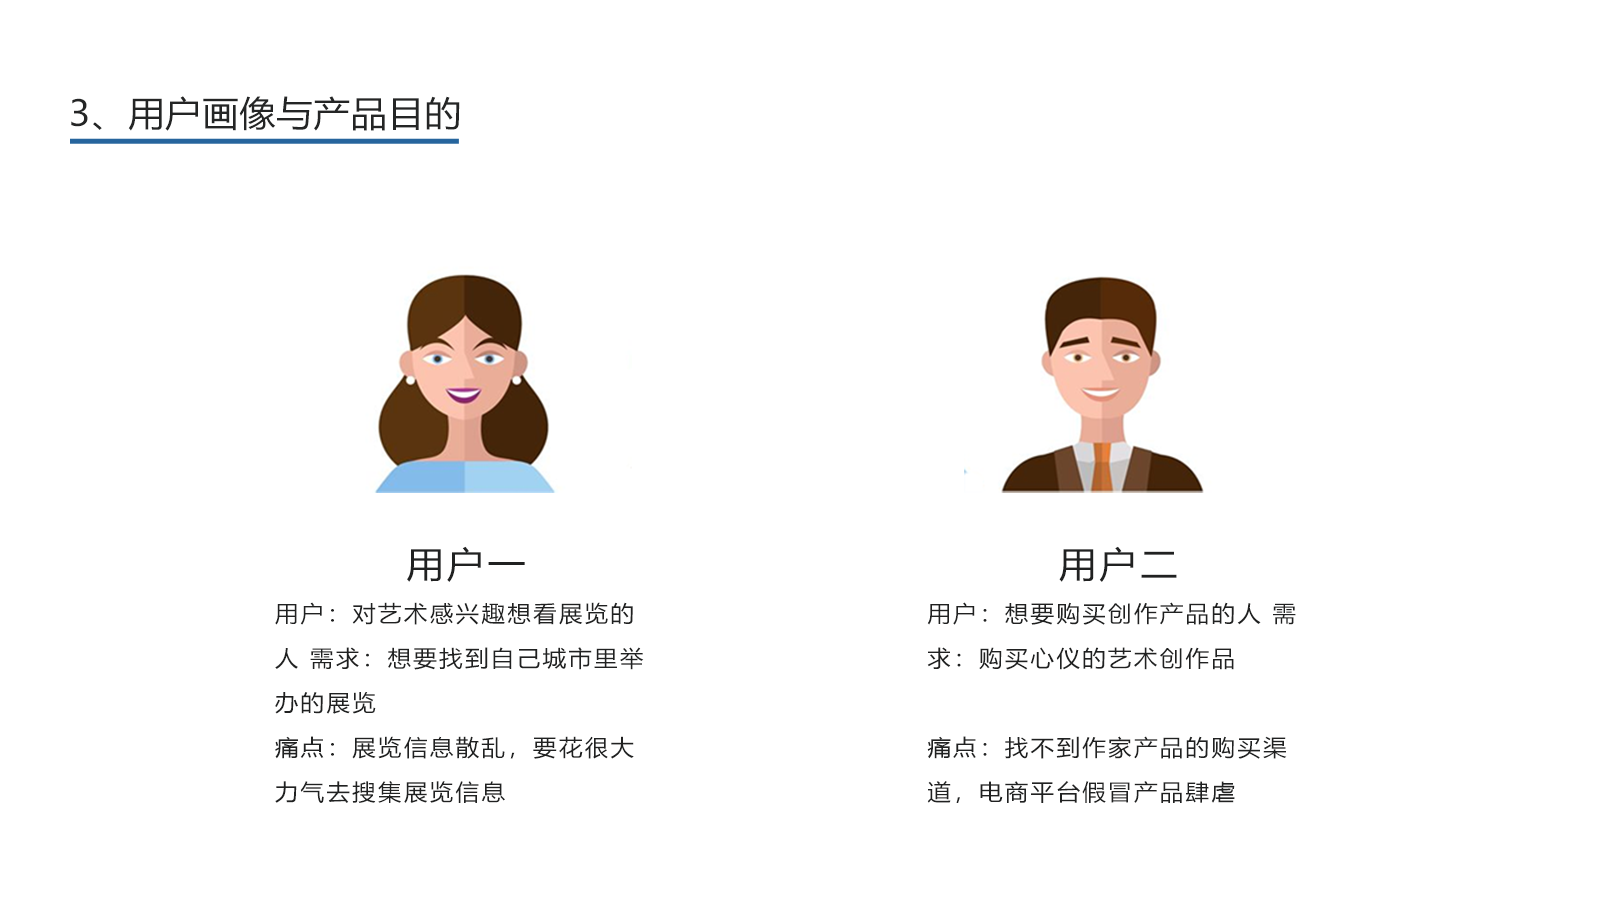 3、用户画像与产品目的
用户一
用户：对艺术感兴趣想看展览的
人 需求：想要找到自己城市里举
办的展览
痛点：展览信息散乱，要花很大
力气去搜集展览信息
用户二
用户：想要购买创作产品的人 需
求：购买心仪的艺术创作品
痛点：找不到作家产品的购买渠
道，电商平台假冒产品肆虐